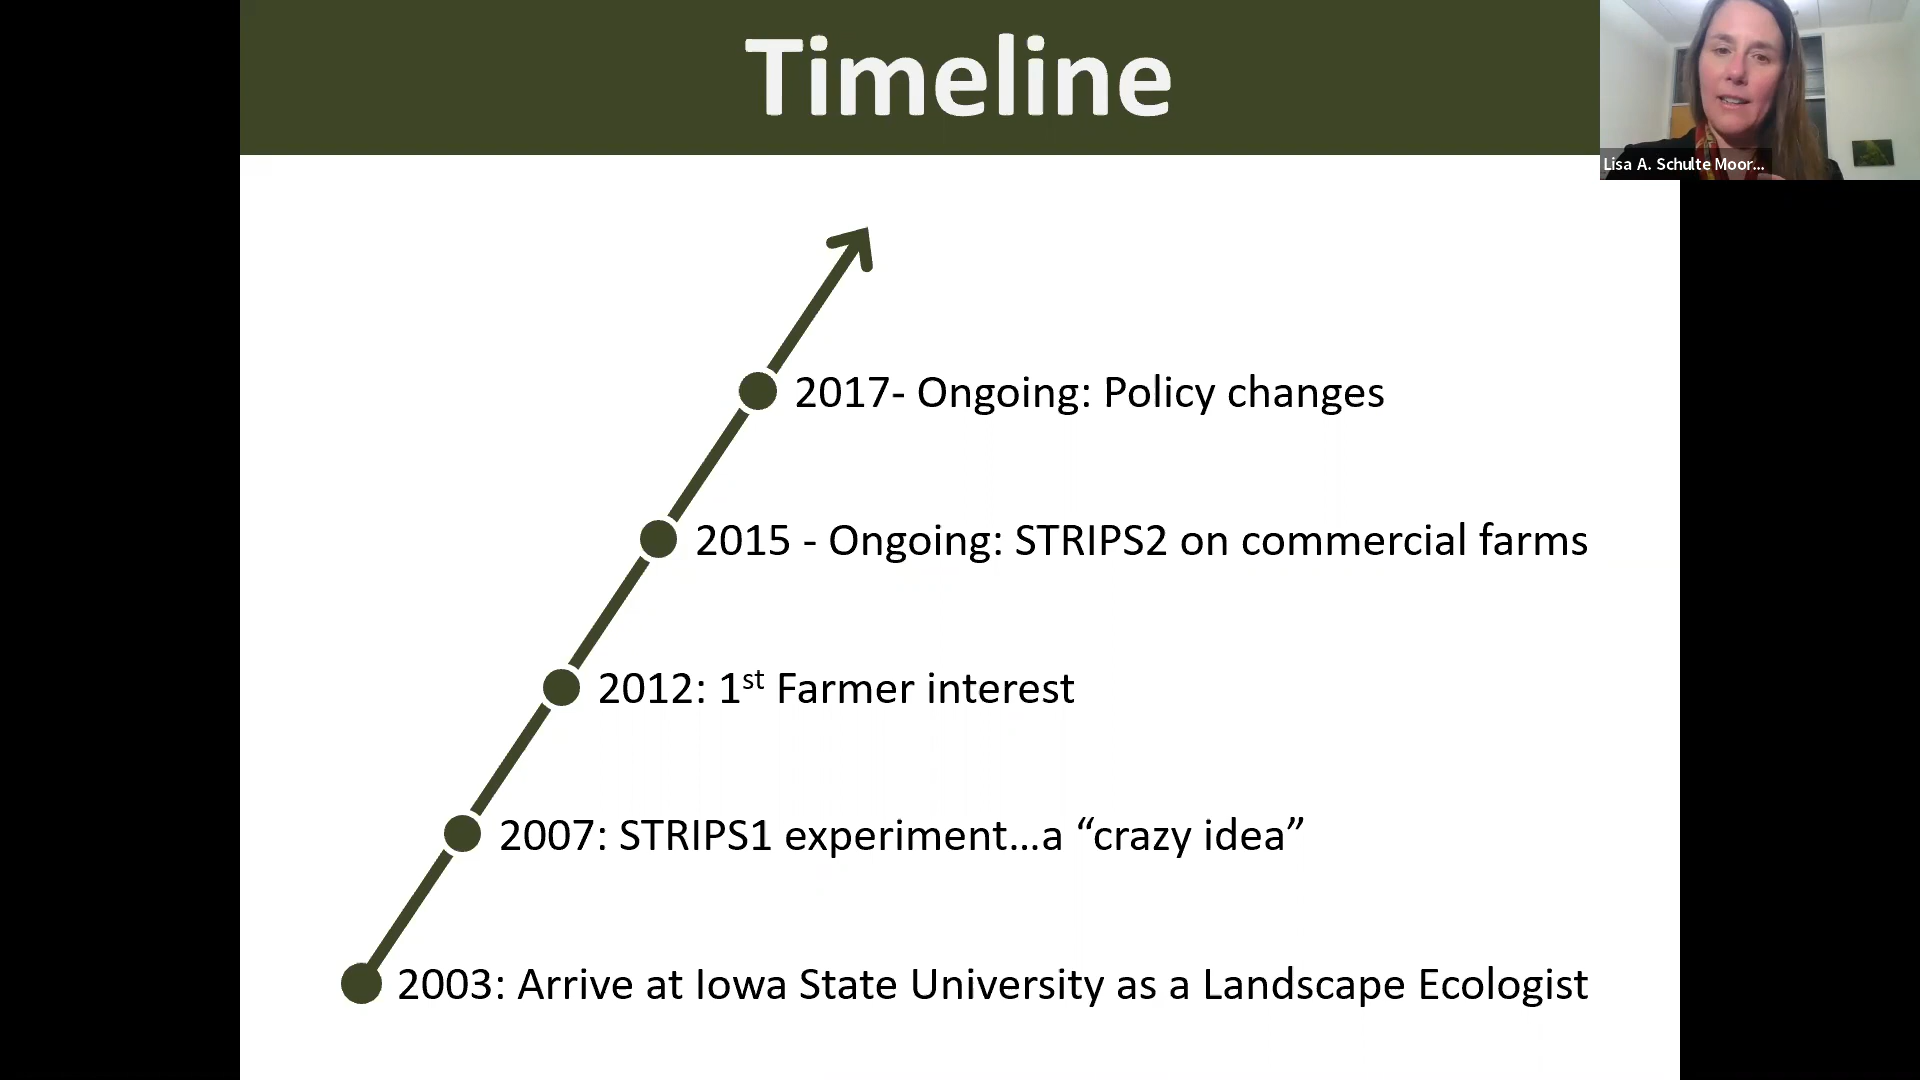 Timeline
Lisa A. Schulte Moor...
2017- Ongoing: Policy changes
2015 - Ongoing: STRIPS2 on commercial farms
2012: 1st Farmer interest
2007: STRIPS1 experiment...a “crazy idea”
2003: Arrive at Iowa State University as a Landscape Ecologist